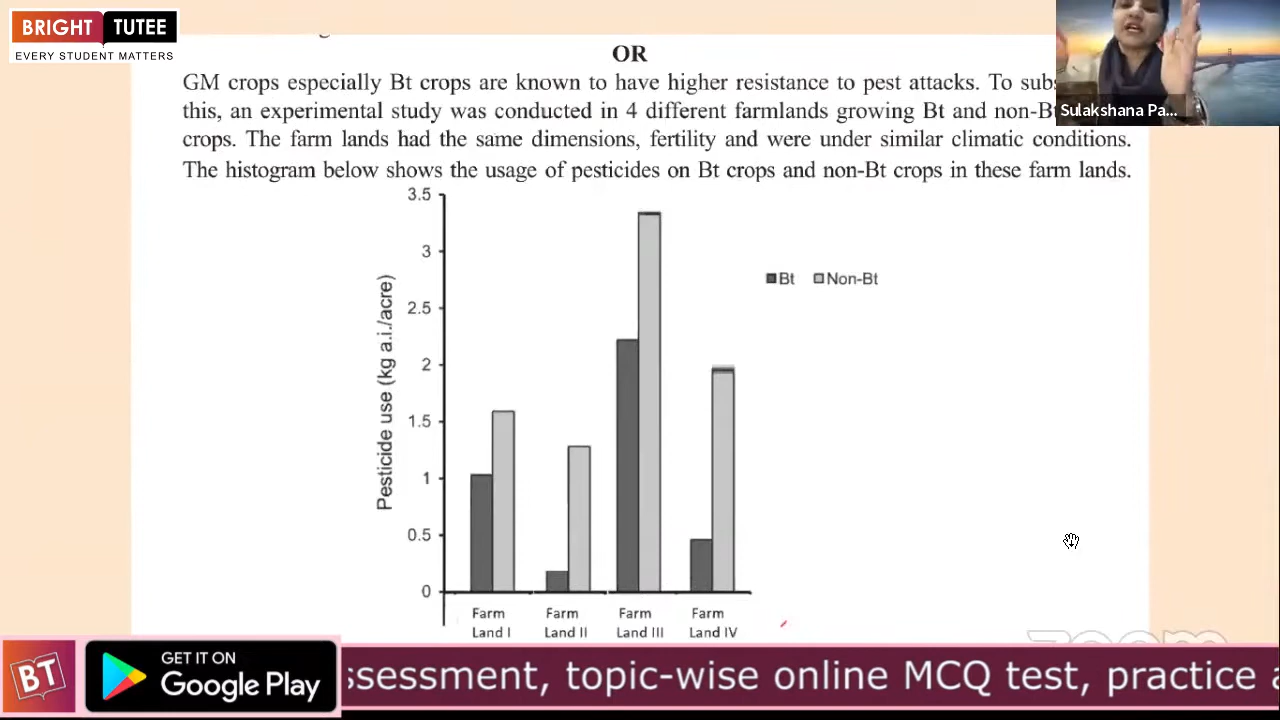 BRIGHT TUTEE
EVERY STUDENT MATTERS
OR
GM crops especially Bt crops are known to have higher resistance to pest attacks. To
this, an experimental study was conducted in 4 different farmlands growing Bt and
crops. The farm lands had the same dimensions, fertility and were under similar climatic conditions.
The histogram below shows the usage of pesticides on Bt crops and non-Bt crops in these farm lands.
Sulakshana Pa...
3.5
3
2.5
2
1.5
1
0.5
0
Pesticide use (kg a.i./acre)
Bt Non-Bt
Farm Land I
Farm Land II
Farm Land III
Farm Land IV
zoom
BT
GET IT ON
Google Play
ssessment, topic-wise online MCQ test, practice